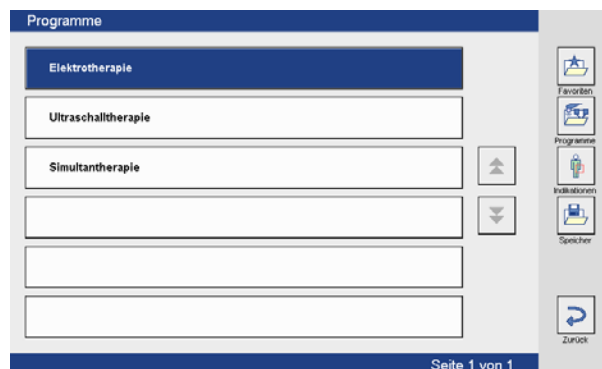 Programme
Elektrotherapie
Ultraschalltherapie
Simultantherapie
Favoriten
Programme
Indikationen
Speicher
Zurück
Seite 1 von 1